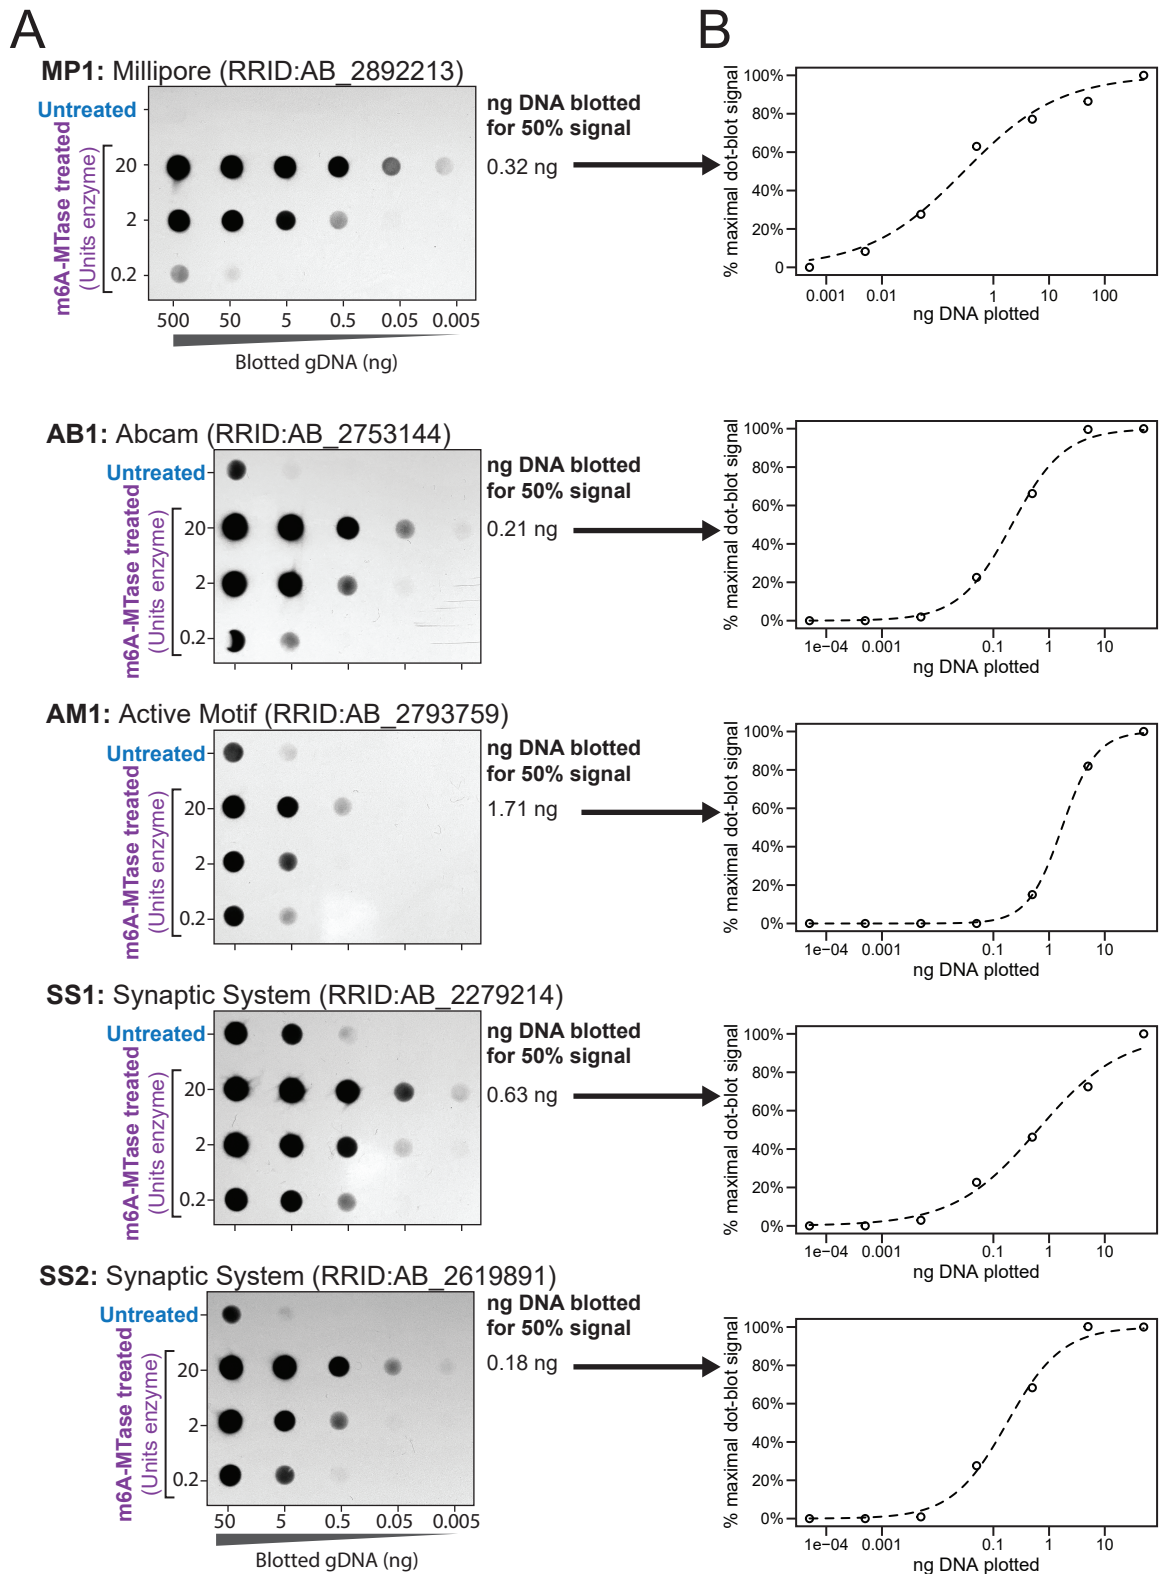 A
B
MP1: Millipore (RRID:AB_2892213)
Untreated
m6A-MTase treated
(Units enzyme)
20
2
0.2
500 50 5 0.5 0.05 0.005
Blotted gDNA (ng)
ng DNA blotted
for 50% signal
0.32 ng
% maximal dot-blot signal
100%
80%
60%
40%
20%
0
0.001 0.01 1 10 100
ng DNA plotted
AB1: Abcam (RRID:AB_2753144)
Untreated
m6A-MTase treated
(Units enzyme)
20
2
0.2
ng DNA blotted
for 50% signal
0.21 ng
% maximal dot-blot signal
100%
80%
60%
40%
20%
0%
1e−04 0.001 0.1 1 10
ng DNA plotted
AM1: Active Motif (RRID:AB_2793759)
Untreated
m6A-MTase treated
(Units enzyme)
20
2
0.2
ng DNA blotted
for 50% signal
1.71 ng
% maximal dot-blot signal
100%
80%
60%
40%
20%
0%
1e−04 0.001 0.1 1 10
ng DNA plotted
SS1: Synaptic System (RRID:AB_2279214)
Untreated
m6A-MTase treated
(Units enzyme)
20
2
0.2
ng DNA blotted
for 50% signal
0.63 ng
% maximal dot-blot signal
100%
80%
60%
40%
20%
0%
1e−04 0.001 0.1 1 10
ng DNA plotted
SS2: Synaptic System (RRID:AB_2619891)
Untreated
m6A-MTase treated
(Units enzyme)
20
2
0.2
50 5 0.5 0.05 0.005
Blotted gDNA (ng)
ng DNA blotted
for 50% signal
0.18 ng
% maximal dot-blot signal
100%
80%
60%
40%
20%
0%
1e−04 0.001 0.1 1 10
ng DNA plotted